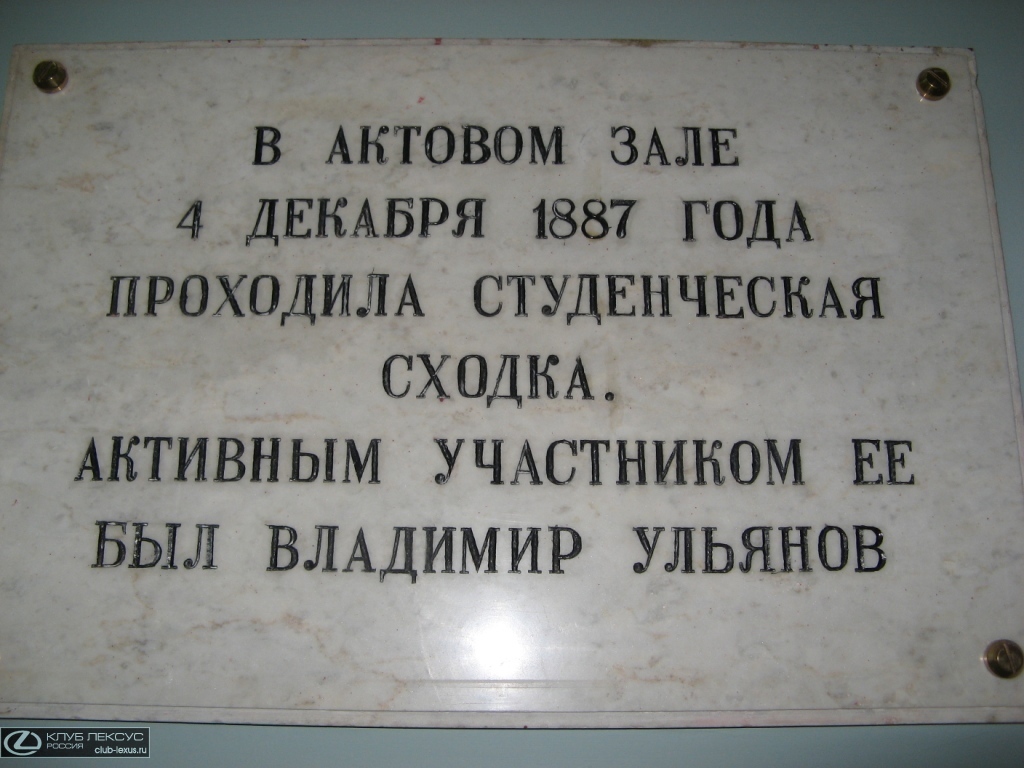 В АКТОВОМ ЗАЛЕ
4 ДЕКАБРЯ 1887 ГОДА
ПРОХОДИЛА СТУДЕНЧЕСКАЯ
СХОДКА.
АКТИВНЫМ УЧАСТНИКОМ ЕЕ
БЫЛ ВЛАДИМИР УЛЬЯНОВ
КЛУБ ЛЕКСУС
РОССИЯ club-lexus.ru